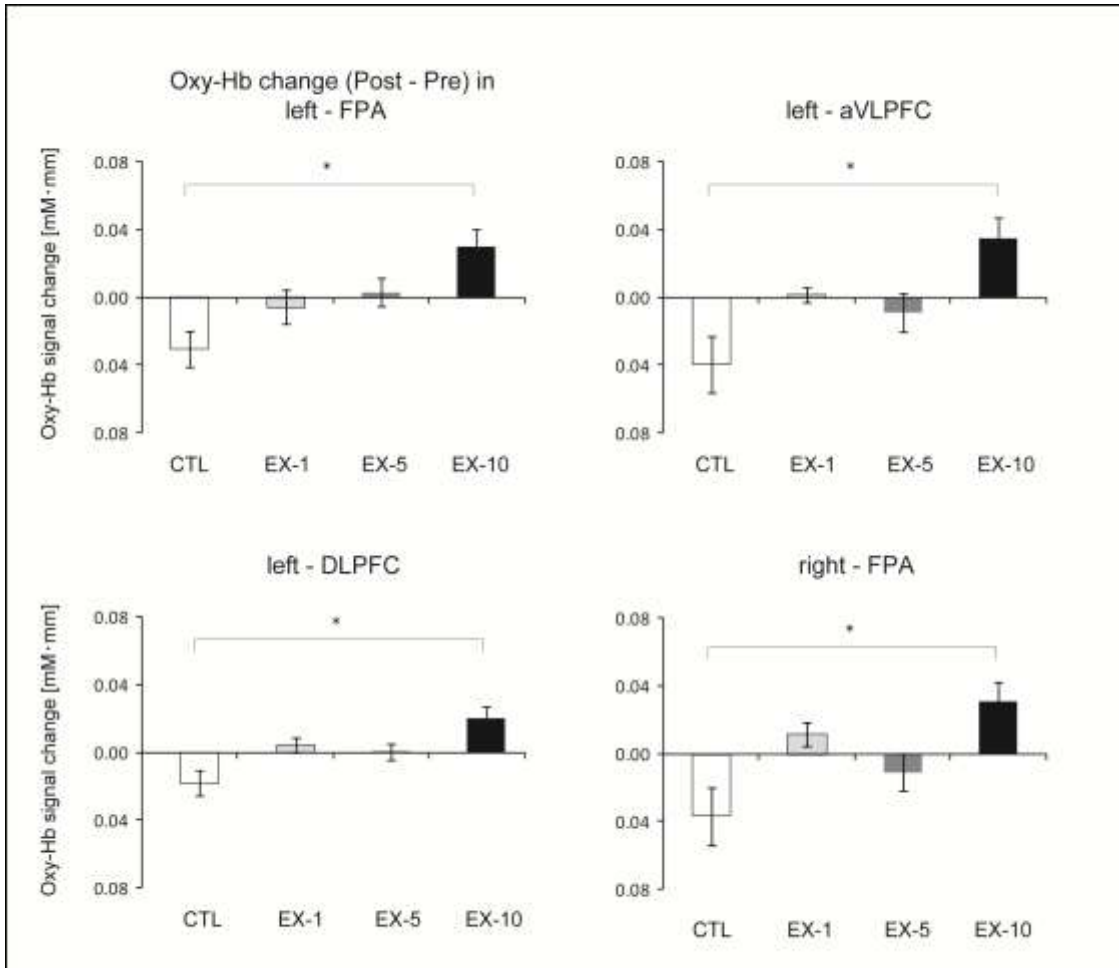 Oxy-Hb change (Post - Pre) in
left - FPA
Oxy-Hb signal change [mM·mm]
0.08
0.04
0.00
0.04
0.08
*
CTL EX-1 EX-5 EX-10
left - aVLPFC
0.08
0.04
0.00
0.04
0.08
*
CTL EX-1 EX-5 EX-10
left - DLPFC
Oxy-Hb signal change [mM·mm]
0.08
0.04
0.00
0.04
0.08
*
CTL EX-1 EX-5 EX-10
right - FPA
0.08
0.04
0.00
0.04
0.08
*
CTL EX-1 EX-5 EX-10